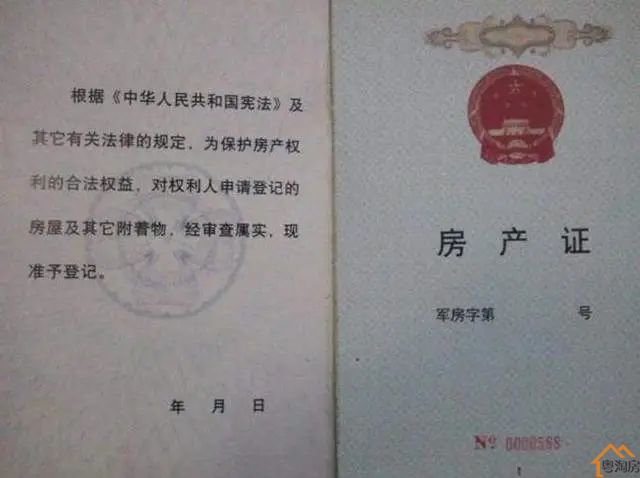 根据《中华人民共和国宪法》及
其它有关法律的规定，为保护房产权
利的合法权益，对权利人申请登记的
房屋及其它附着物，经审查属实，现
准予登记。
年 月 日
房 产 证
军房字第 号
Nº 0000588
粤淘房